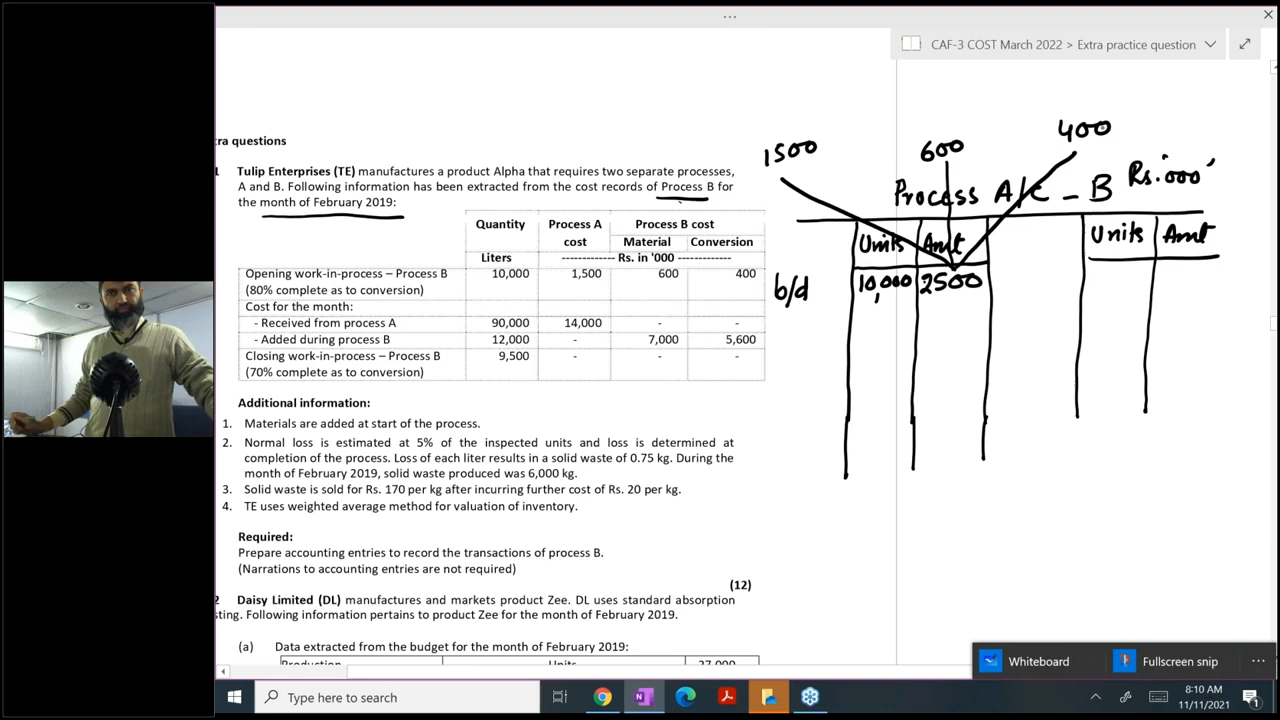 CAF-3 COST March 2022 > Extra practice question
tra questions
1 Tulip Enterprises (TE) manufactures a product Alpha that requires two separate processes,
A and B. Following information has been extracted from the cost records of Process B for
the month of February 2019:
Quantity Process A Process B cost
cost Material Conversion
Liters ------------- Rs. in '000 -------------
Opening work-in-process – Process B 10,000 1,500 600 400
(80% complete as to conversion)
Cost for the month:
- Received from process A 90,000 14,000 - -
- Added during process B 12,000 - 7,000 5,600
Closing work-in-process – Process B 9,500 - - -
(70% complete as to conversion)
Additional information:
1. Materials are added at start of the process.
2. Normal loss is estimated at 5% of the inspected units and loss is determined at
completion of the process. Loss of each liter results in a solid waste of 0.75 kg. During the
month of February 2019, solid waste produced was 6,000 kg.
3. Solid waste is sold for Rs. 170 per kg after incurring further cost of Rs. 20 per kg.
4. TE uses weighted average method for valuation of inventory.
Required:
Prepare accounting entries to record the transactions of process B.
(Narrations to accounting entries are not required)
(12)
2 Daisy Limited (DL) manufactures and markets product Zee. DL uses standard absorption
sting. Following information pertains to product Zee for the month of February 2019.
(a) Data extracted from the budget for the month of February 2019:
Production Units 27,000
1500 600 400
Process A/C - B Rs.'000'
Units Amt Units Amt
b/d 10,000 2500
Whiteboard Fullscreen snip
Type here to search
8:10 AM
11/11/2021
1